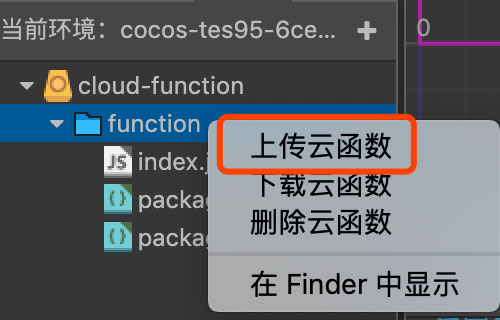 当前环境：cocos-tes95-6ce... +
0
cloud-function
function
上传云函数
JS index.j
下载云函数
{} packag
删除云函数
{} packag
在 Finder 中显示